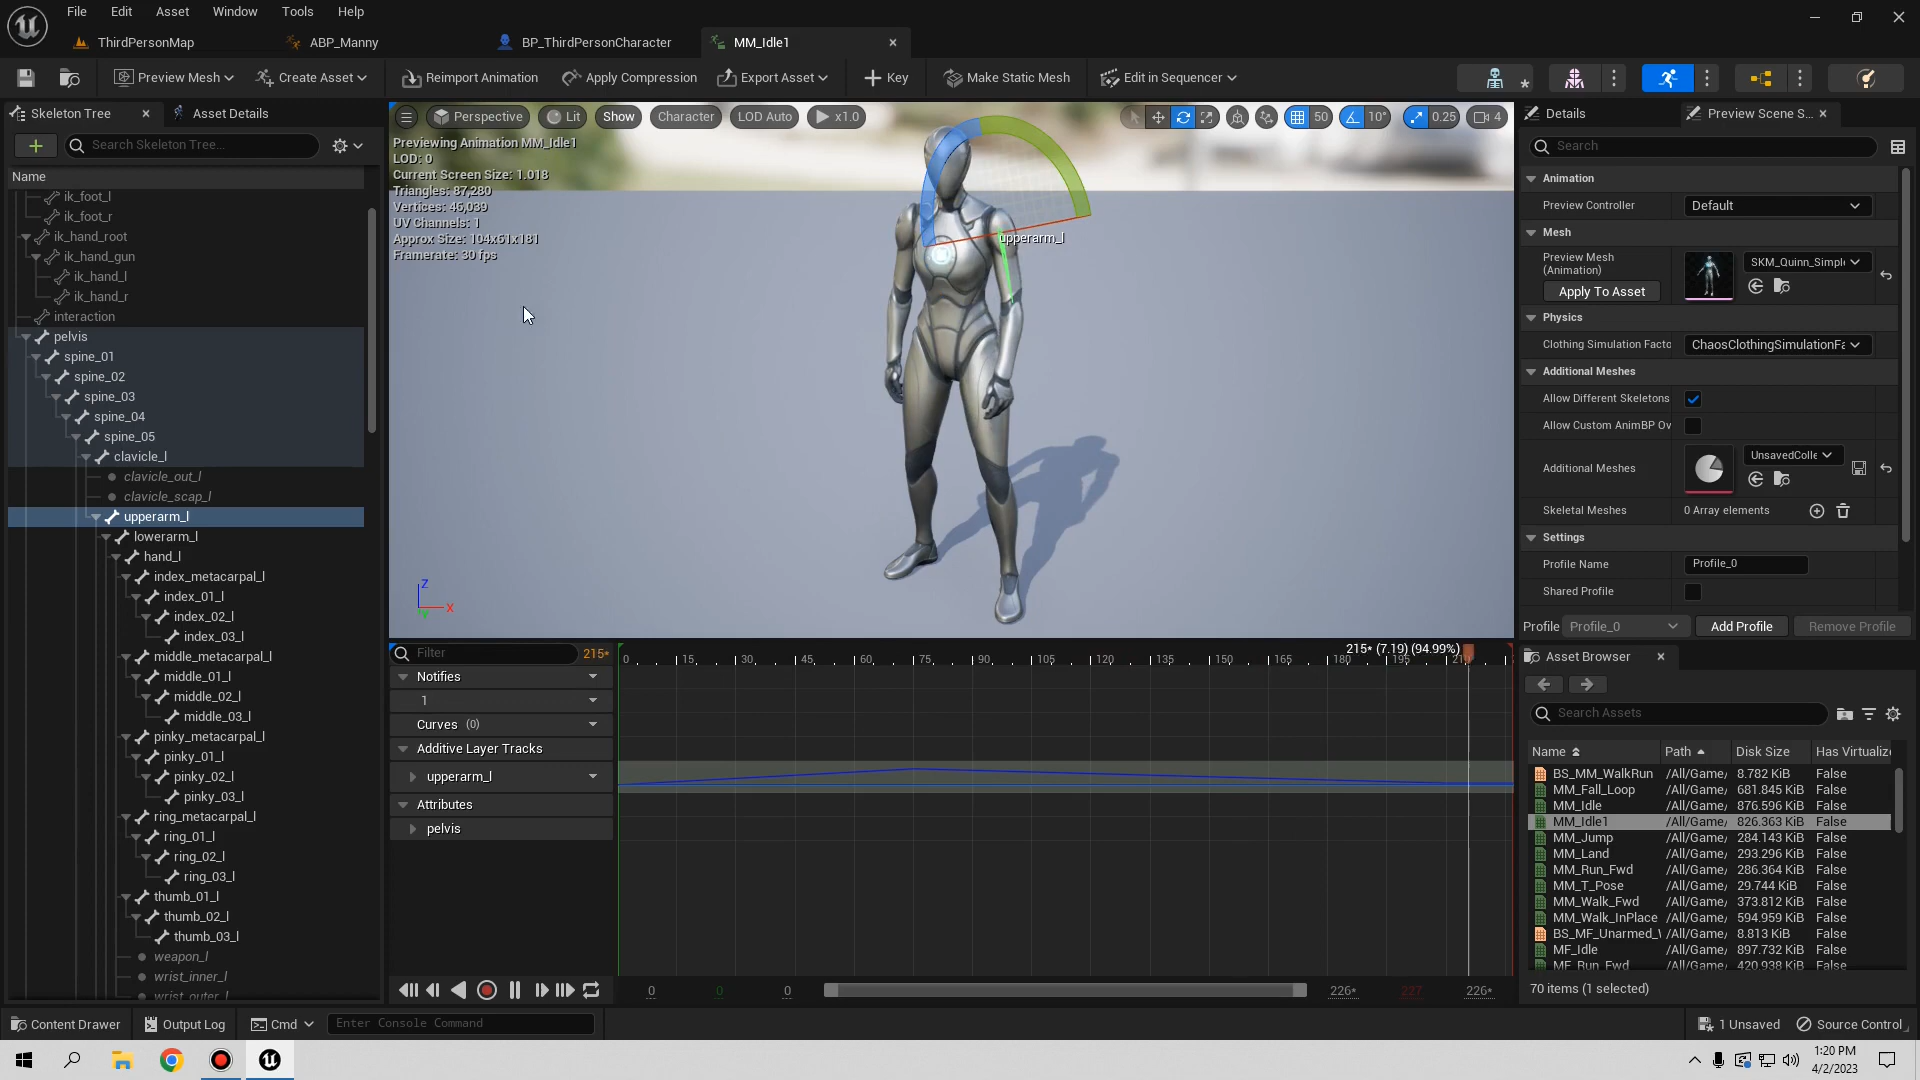 File Edit Asset Window Tools Help
ThirdPersonMap ABP_Manny BP_ThirdPersonCharacter MM_Idle1
Preview Mesh Create Asset Reimport Animation Apply Compression Export Asset Key Make Static Mesh Edit in Sequencer
Skeleton Tree Asset Details
Search Skeleton Tree...
Name
ik_foot_l
ik_foot_r
ik_hand_root
ik_hand_gun
ik_hand_l
ik_hand_r
interaction
pelvis
spine_01
spine_02
spine_03
spine_04
spine_05
clavicle_l
clavicle_out_l
clavicle_scap_l
upperarm_l
lowerarm_l
hand_l
index_metacarpal_l
index_01_l
index_02_l
index_03_l
middle_metacarpal_l
middle_01_l
middle_02_l
middle_03_l
pinky_metacarpal_l
pinky_01_l
pinky_02_l
pinky_03_l
ring_metacarpal_l
ring_01_l
ring_02_l
ring_03_l
thumb_01_l
thumb_02_l
thumb_03_l
weapon_l
wrist_inner_l
wrist_outer_l
Perspective Lit Show Character LOD Auto x1.0 50 10° 0.25 4
Previewing Animation MM_Idle1
LOD: 0
Current Screen Size: 1.018
Triangles: 87,280
Vertices: 46,039
UV Channels: 1
Approx Size: 104x61x181
Framerate: 30 fps
upperarm_l
Z
X
Y
Filter 215*
215* (7.19) (94.99%)
0 15 30 45 60 75 90 105 120 135 150 165 180 195 210
Notifies
1
Curves (0)
Additive Layer Tracks
upperarm_l
Attributes
pelvis
0 0 0 226* 227 226*
Details Preview Scene S...
Search
Animation
Preview Controller Default
Mesh
Preview Mesh
(Animation)
SKM_Quinn_Simple
Apply To Asset
Physics
Clothing Simulation Facto ChaosClothingSimulationFa
Additional Meshes
Allow Different Skeletons
Allow Custom AnimBP Ov
Additional Meshes UnsavedColle
Skeletal Meshes 0 Array elements
Settings
Profile Name Profile_0
Shared Profile
Profile Profile_0 Add Profile Remove Profile
Asset Browser
Search Assets
Name Path Disk Size Has Virtualize
BS_MM_WalkRun /All/Game/ 8.782 KiB False
MM_Fall_Loop /All/Game/ 681.845 KiB False
MM_Idle /All/Game/ 876.596 KiB False
MM_Idle1 /All/Game/ 826.363 KiB False
MM_Jump /All/Game/ 284.143 KiB False
MM_Land /All/Game/ 293.296 KiB False
MM_Run_Fwd /All/Game/ 286.364 KiB False
MM_T_Pose /All/Game/ 29.744 KiB False
MM_Walk_Fwd /All/Game/ 373.812 KiB False
MM_Walk_InPlace /All/Game/ 594.959 KiB False
BS_MF_Unarmed_ /All/Game/ 8.813 KiB False
MF_Idle /All/Game/ 897.732 KiB False
MF_Run_Fwd /All/Game/ 420.938 KiB False
70 items (1 selected)
Content Drawer Output Log Cmd Enter Console Command
1 Unsaved Source Control
1:20 PM
4/2/2023